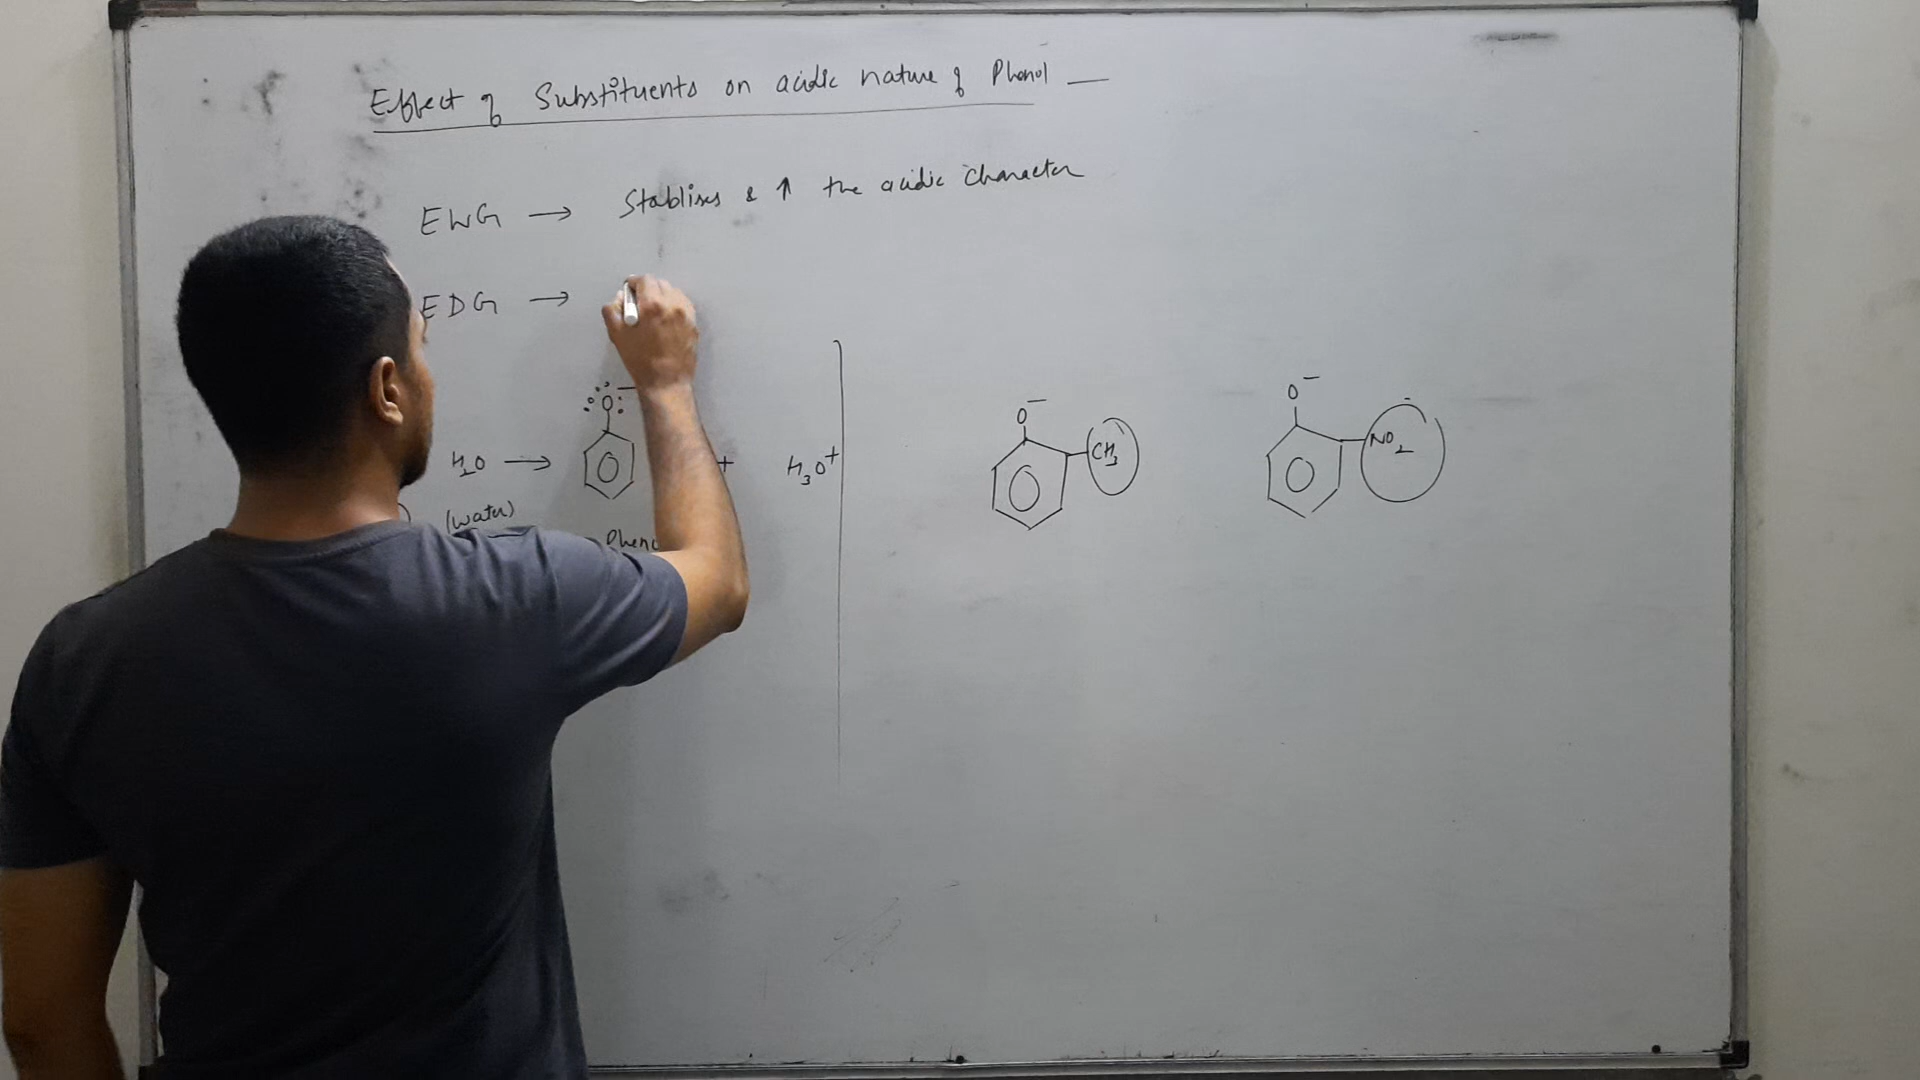 Effect of Substituents on acidic nature of Phenol —
EWG → Stablises & ↑ the acidic character
EDG →
H2O → + H3O+
(water)
Pheno
O−
O−
CH3
O−
NO2